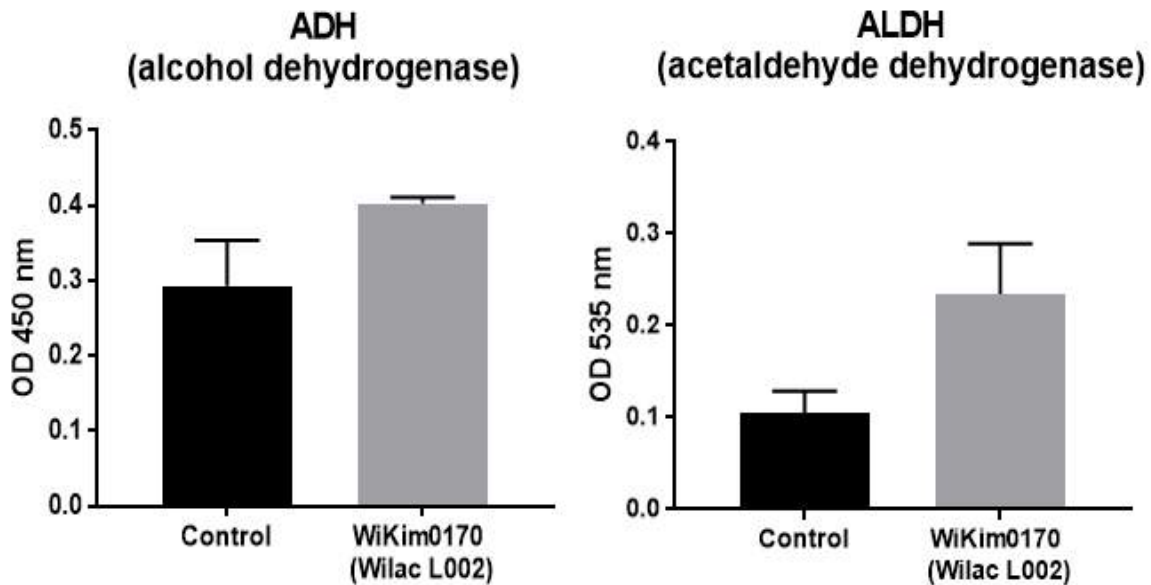 ADH
(alcohol dehydrogenase)
OD 450 nm
0.5
0.4
0.3
0.2
0.1
0.0
Control
WiKim0170
(Wilac L002)
ALDH
(acetaldehyde dehydrogenase)
OD 535 nm
0.4
0.3
0.2
0.1
0.0
Control
WiKim0170
(Wilac L002)